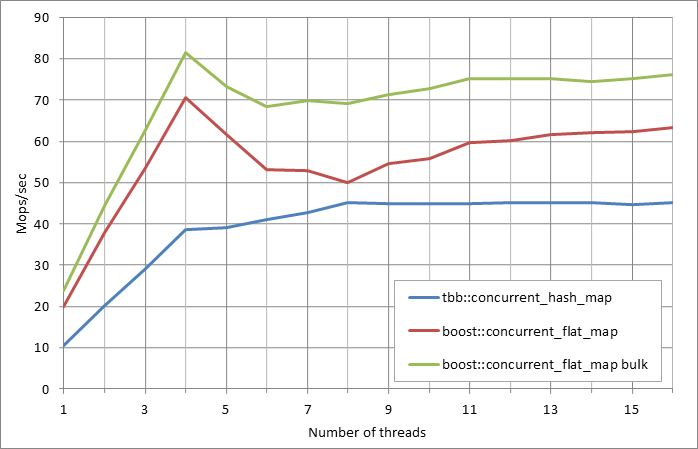 90
80
70
60
50
40
30
20
10
0
Mops/sec
1 3 5 7 9 11 13 15
Number of threads
tbb::concurrent_hash_map
boost::concurrent_flat_map
boost::concurrent_flat_map bulk